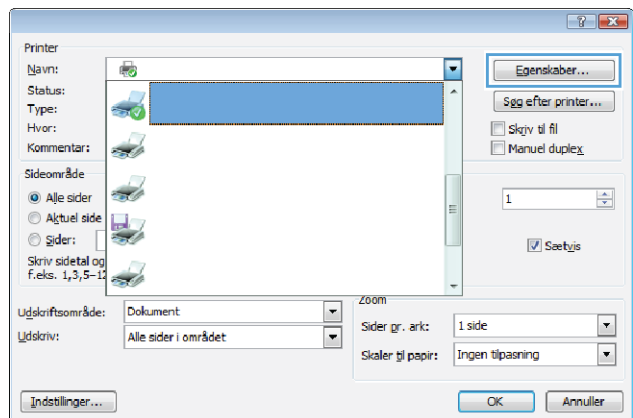 Printer
Navn:
Egenskaber...
Status:
Type:
Søg efter printer...
Hvor:
Skriv til fil
Kommentar:
Manuel duplex
Sideområde
Alle sider
1
Aktuel side
Sider:
Sætvis
Skriv sidetal og
f.eks. 1,3,5–12
Udskriftsområde:
Dokument
Zoom
Udskriv:
Alle sider i området
Sider pr. ark:
1 side
Skaler til papir:
Ingen tilpasning
Indstillinger...
OK
Annuller